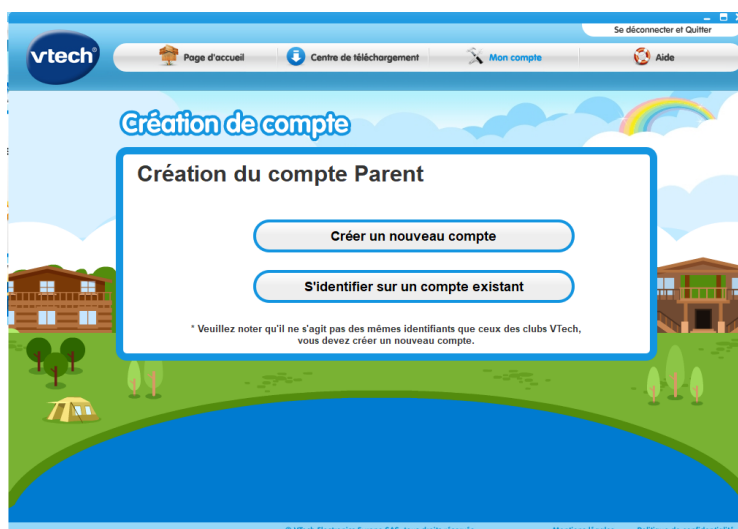 Se déconnecter et Quitter
vtech®
Page d'accueil
Centre de téléchargement
Mon compte
Aide
Création de compte
Création du compte Parent
Créer un nouveau compte
S'identifier sur un compte existant
* Veuillez noter qu'il ne s'agit pas des mêmes identifiants que ceux des clubs VTech,
vous devez créer un nouveau compte.